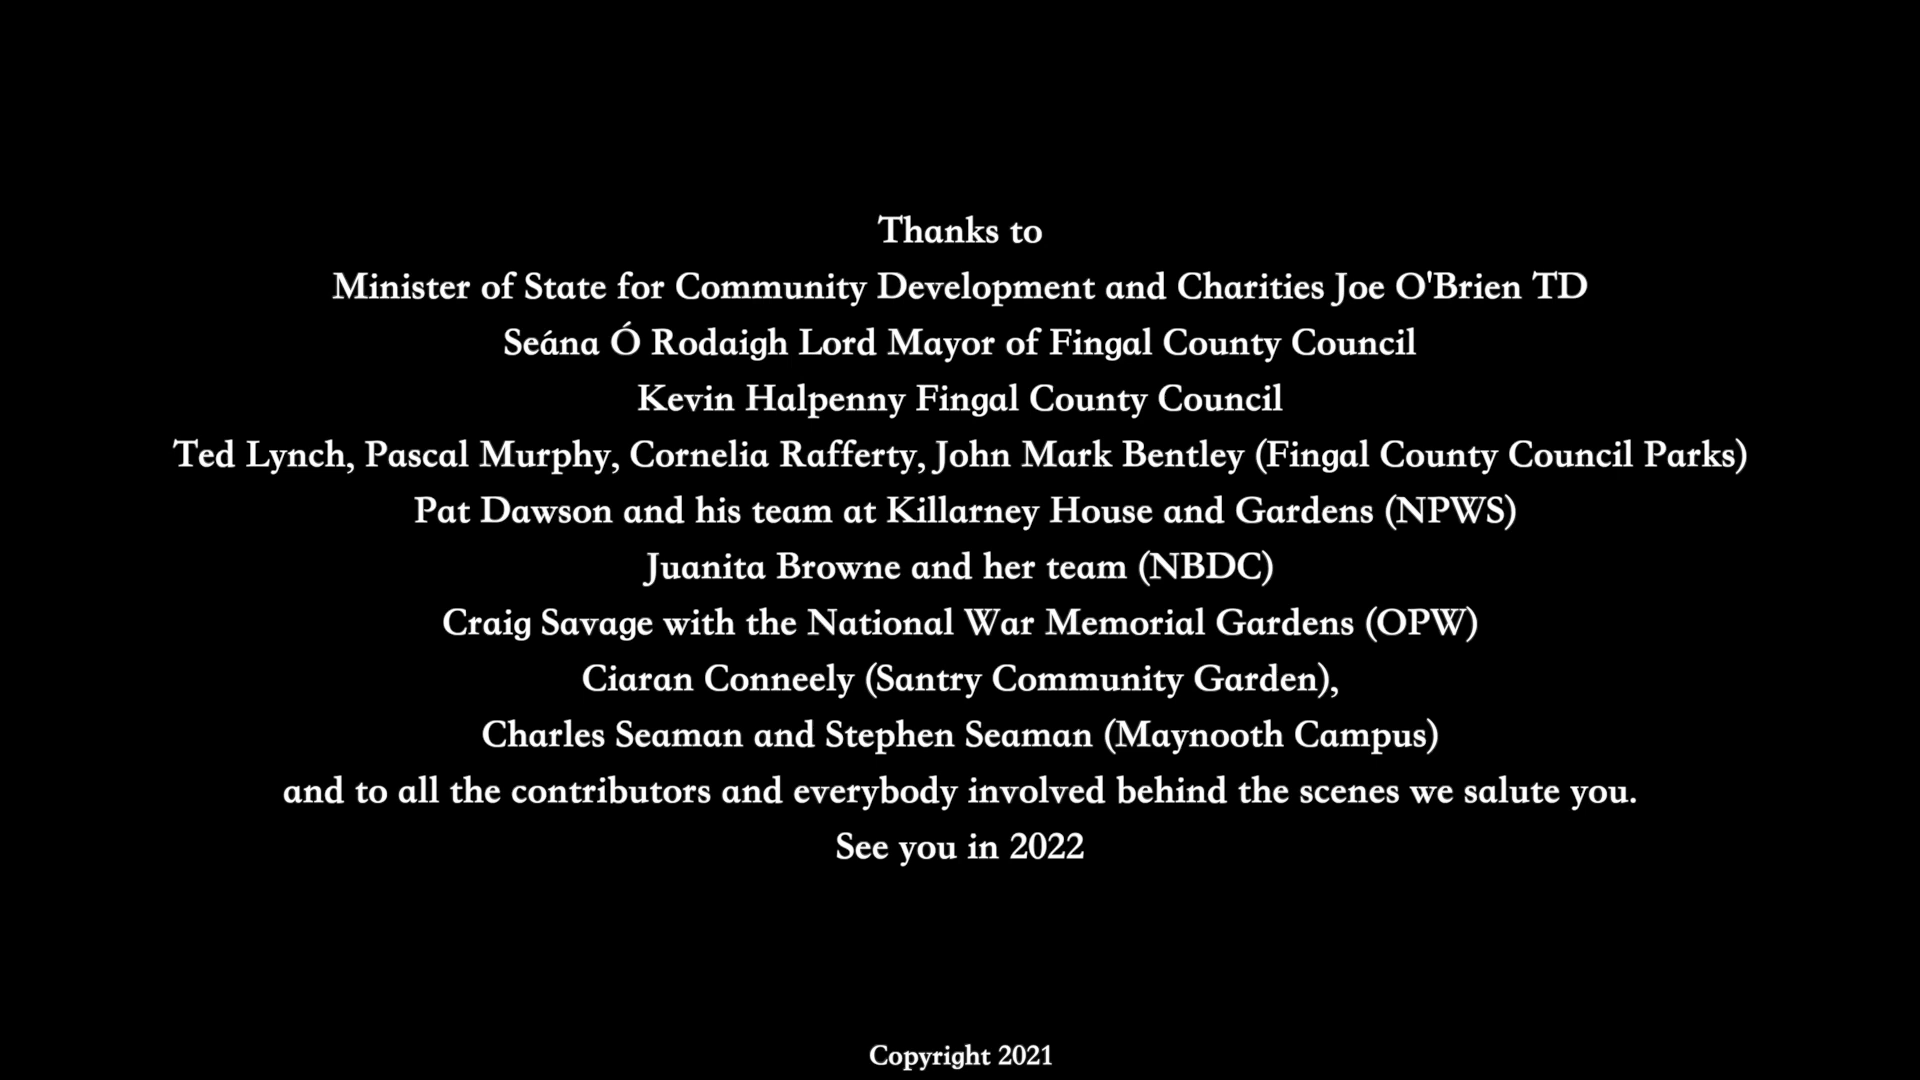 Thanks to
Minister of State for Community Development and Charities Joe O'Brien TD
Seána Ó Rodaigh Lord Mayor of Fingal County Council
Kevin Halpenny Fingal County Council
Ted Lynch, Pascal Murphy, Cornelia Rafferty, John Mark Bentley (Fingal County Council Parks)
Pat Dawson and his team at Killarney House and Gardens (NPWS)
Juanita Browne and her team (NBDC)
Craig Savage with the National War Memorial Gardens (OPW)
Ciaran Conneely (Santry Community Garden),
Charles Seaman and Stephen Seaman (Maynooth Campus)
and to all the contributors and everybody involved behind the scenes we salute you.
See you in 2022
Copyright 2021